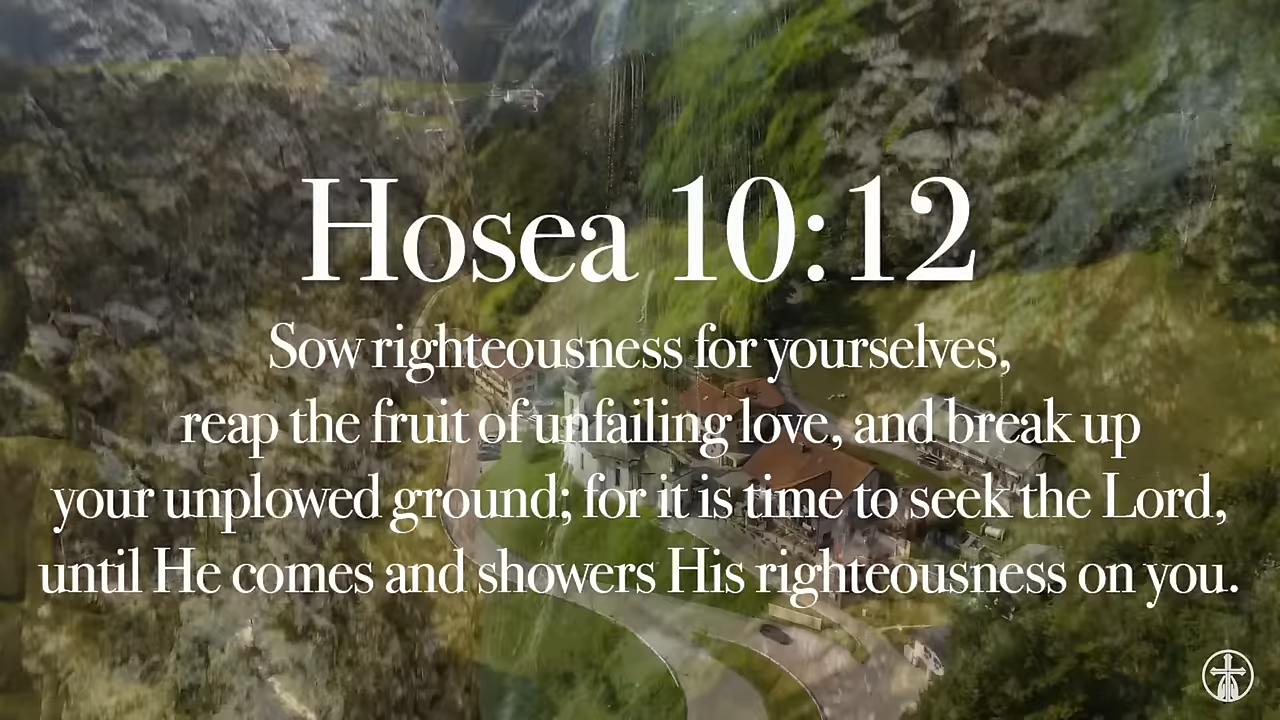 Hosea 10:12
Sow righteousness for yourselves,
reap the fruit of unfailing love, and break up
your unplowed ground; for it is time to seek the Lord,
until He comes and showers His righteousness on you.